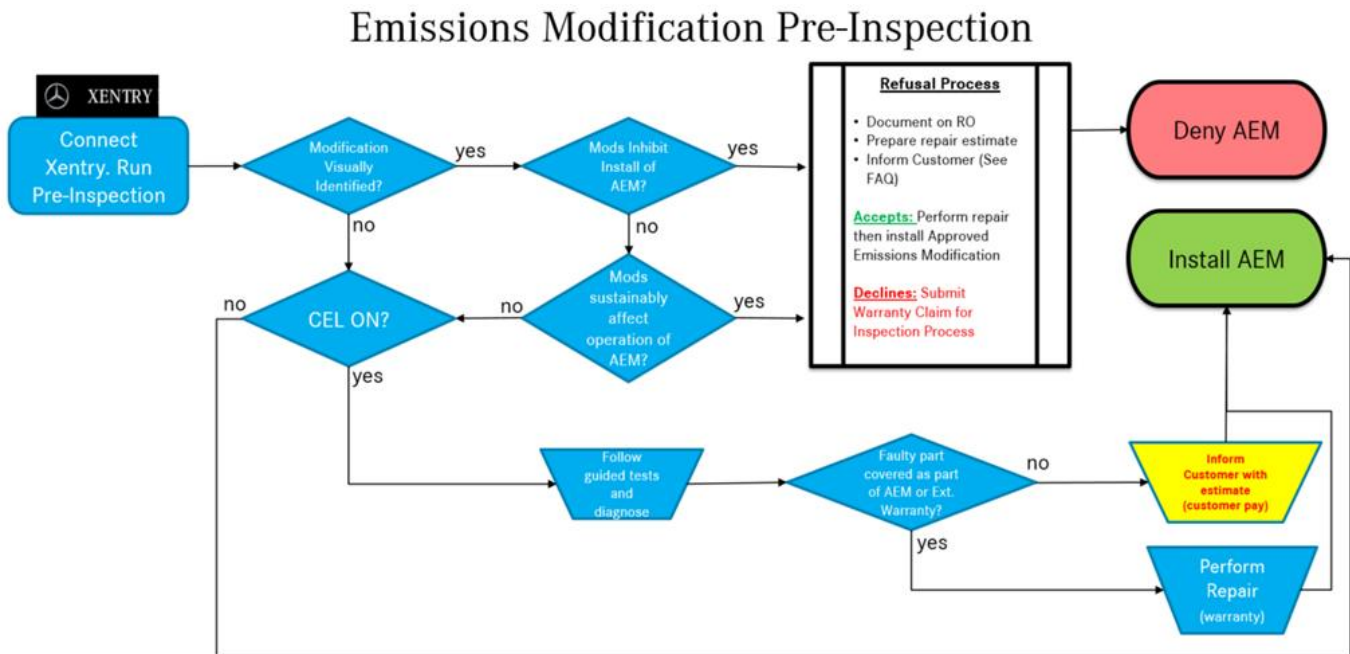 Emissions Modification Pre-Inspection
XENTRY
Connect
Xentry. Run
Pre-Inspection
Modification
Visually
Identified?
yes
Mods Inhibit
Install of
AEM?
yes
Refusal Process
• Document on RO
• Prepare repair estimate
• Inform Customer (See
FAQ)
Accepts: Perform repair
then install Approved
Emissions Modification
Declines: Submit
Warranty Claim for
Inspection Process
Deny AEM
Install AEM
no
no
no
CEL ON?
no
Mods
sustainably
affect
operation of
AEM?
yes
yes
Follow
guided tests
and
diagnose
Faulty part
covered as part
of AEM or Ext.
Warranty?
no
Inform
Customer with
estimate
(customer pay)
yes
Perform
Repair
(warranty)